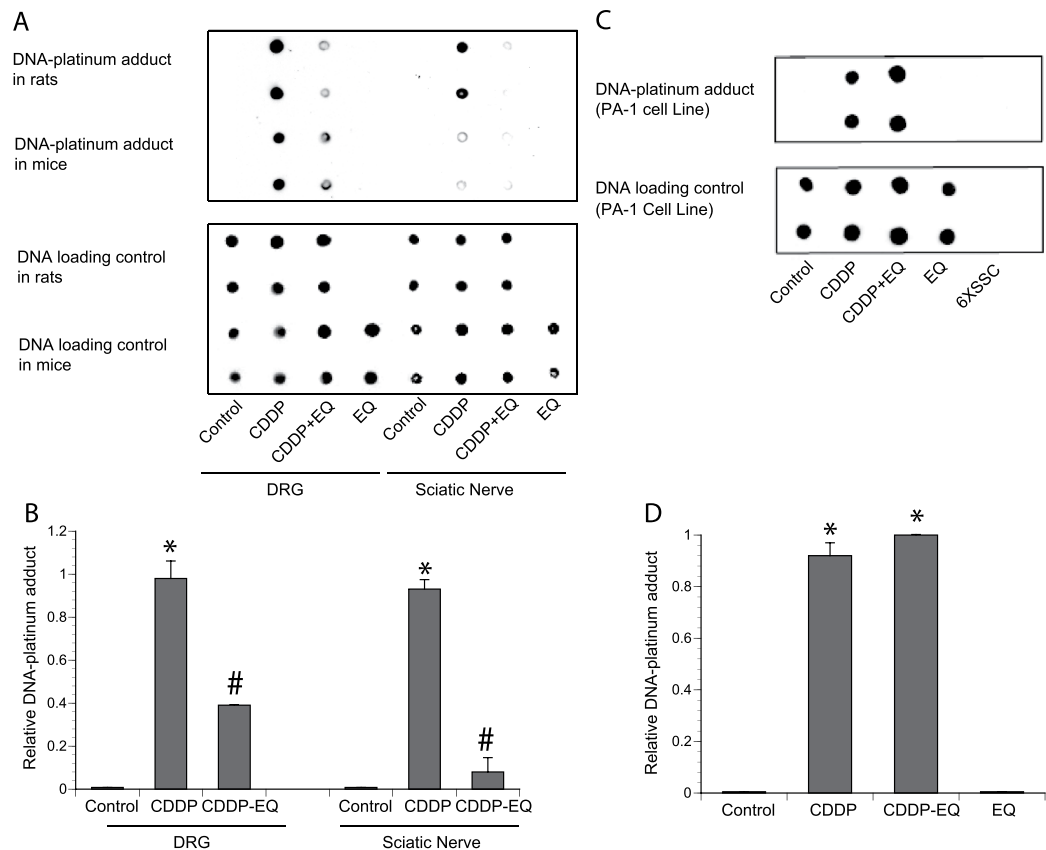 A
DNA-platinum adduct
in rats
DNA-platinum adduct
in mice
DNA loading control
in rats
DNA loading control
in mice
Control
CDDP
CDDP+EQ
EQ
Control
CDDP
CDDP+EQ
EQ
DRG
Sciatic Nerve
C
DNA-platinum adduct
(PA-1 cell Line)
DNA loading control
(PA-1 Cell Line)
Control
CDDP
CDDP+EQ
EQ
6XSSC
B
Relative DNA-platinum adduct
1.2
1
0.8
0.6
0.4
0.2
0
*
#
*
#
Control
CDDP
CDDP-EQ
Control
CDDP
CDDP-EQ
DRG
Sciatic Nerve
D
Relative DNA-platinum adduct
1
0.8
0.6
0.4
0.2
0
*
*
Control
CDDP
CDDP-EQ
EQ